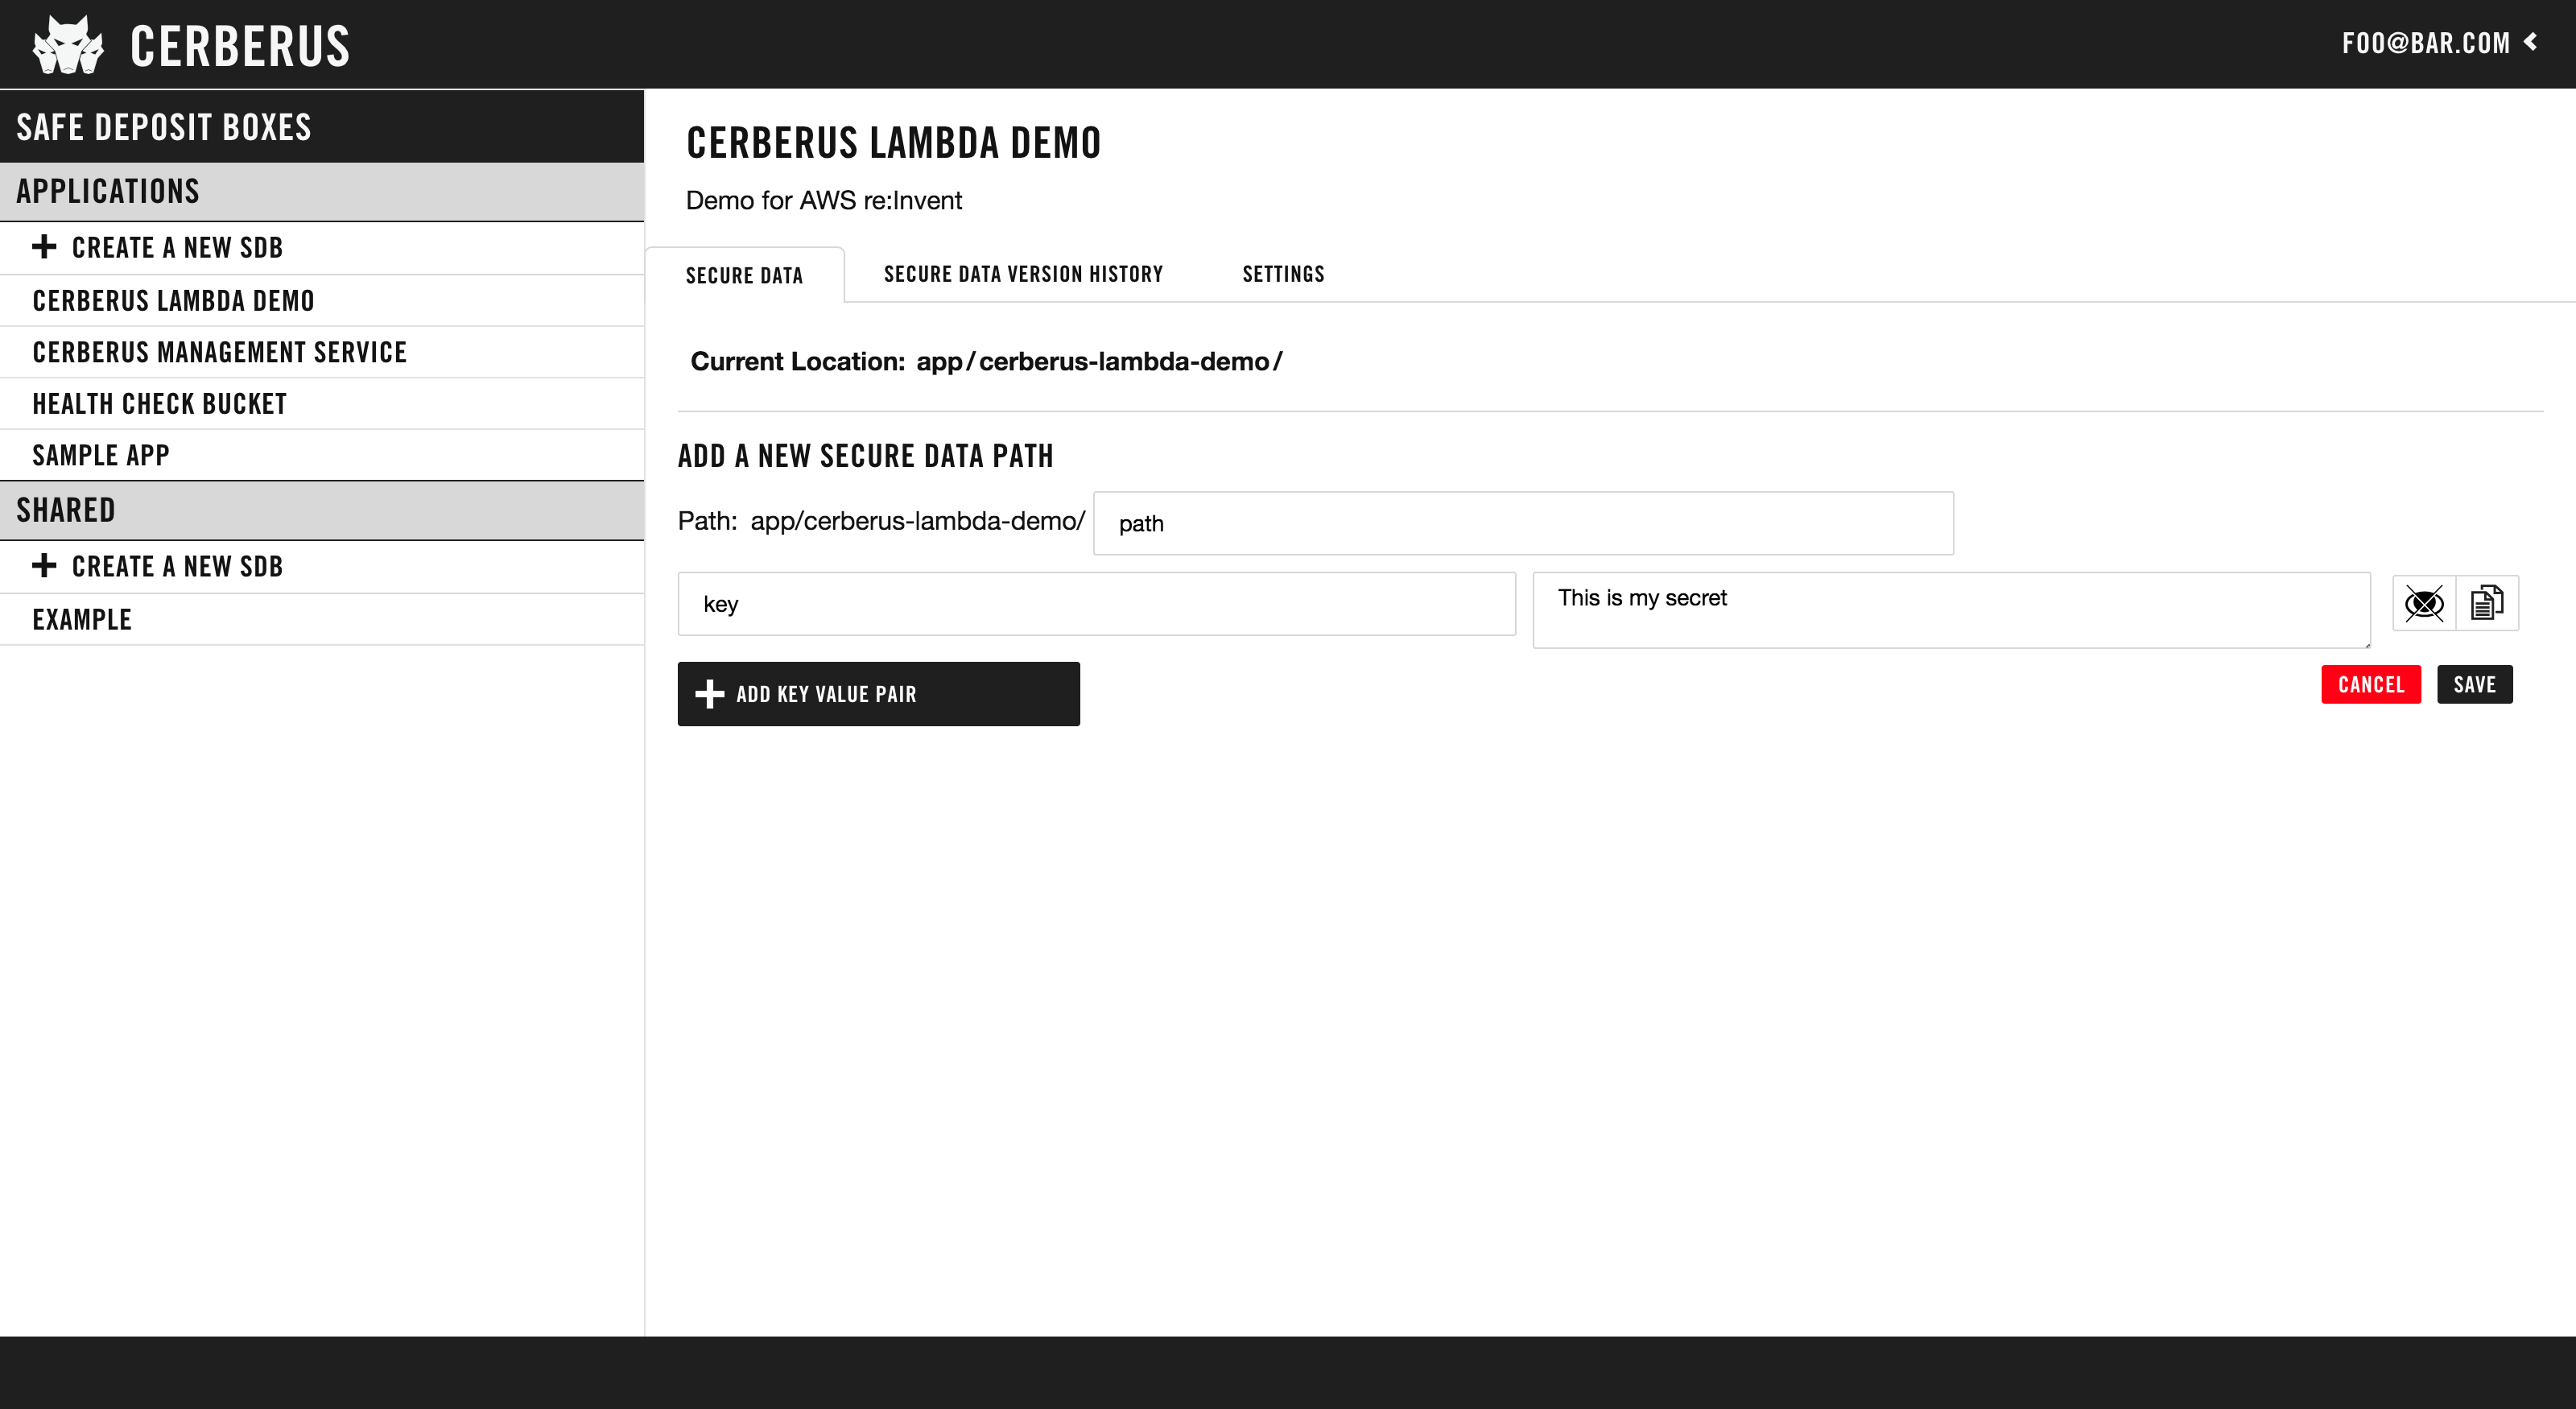 CERBERUS
FOO@BAR.COM
SAFE DEPOSIT BOXES
APPLICATIONS
CREATE A NEW SDB
CERBERUS LAMBDA DEMO
CERBERUS MANAGEMENT SERVICE
HEALTH CHECK BUCKET
SAMPLE APP
SHARED
CREATE A NEW SDB
EXAMPLE
CERBERUS LAMBDA DEMO
Demo for AWS re:Invent
SECURE DATA SECURE DATA VERSION HISTORY SETTINGS
Current Location: app/cerberus-lambda-demo/
ADD A NEW SECURE DATA PATH
Path: app/cerberus-lambda-demo/ path
key This is my secret
ADD KEY VALUE PAIR CANCEL SAVE